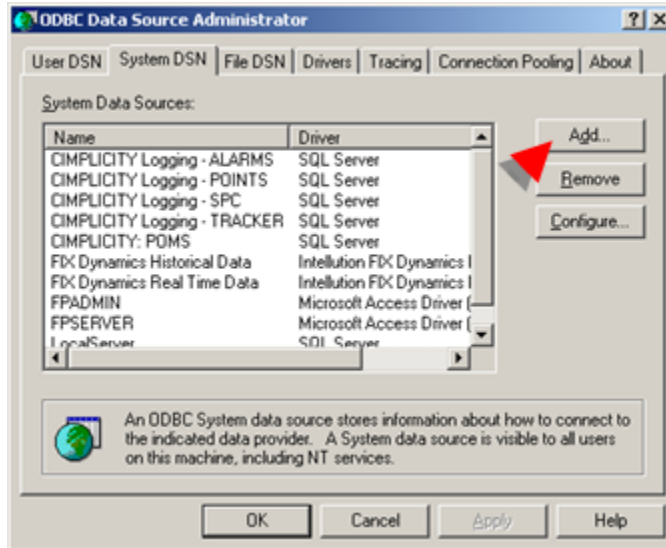 ODBC Data Source Administrator
User DSN System DSN File DSN Drivers Tracing Connection Pooling About
System Data Sources:
Name Driver
CIMPLICITY Logging - ALARMS SQL Server
CIMPLICITY Logging - POINTS SQL Server
CIMPLICITY Logging - SPC SQL Server
CIMPLICITY Logging - TRACKER SQL Server
CIMPLICITY: POMS SQL Server
FIX Dynamics Historical Data Intellution FIX Dynamics
FIX Dynamics Real Time Data Intellution FIX Dynamics
FPADMIN Microsoft Access Driver (
FPSERVER Microsoft Access Driver (
LocalServer SQL Server
Add...
Remove
Configure...
An ODBC System data source stores information about how to connect to
the indicated data provider. A System data source is visible to all users
on this machine, including NT services.
OK Cancel Apply Help